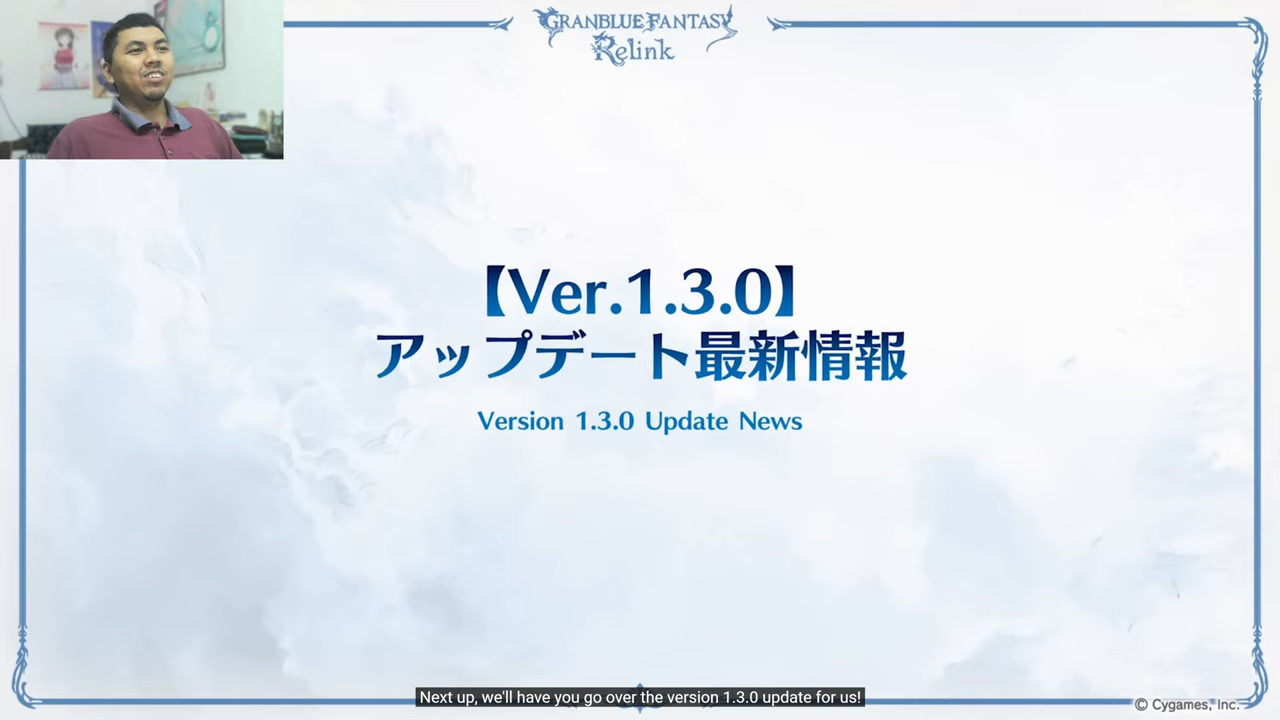 GRANBLUE FANTASY
Relink
【Ver.1.3.0】
アップデート最新情報
Version 1.3.0 Update News
Next up, we'll have you go over the version 1.3.0 update for us!
© Cygames, Inc.